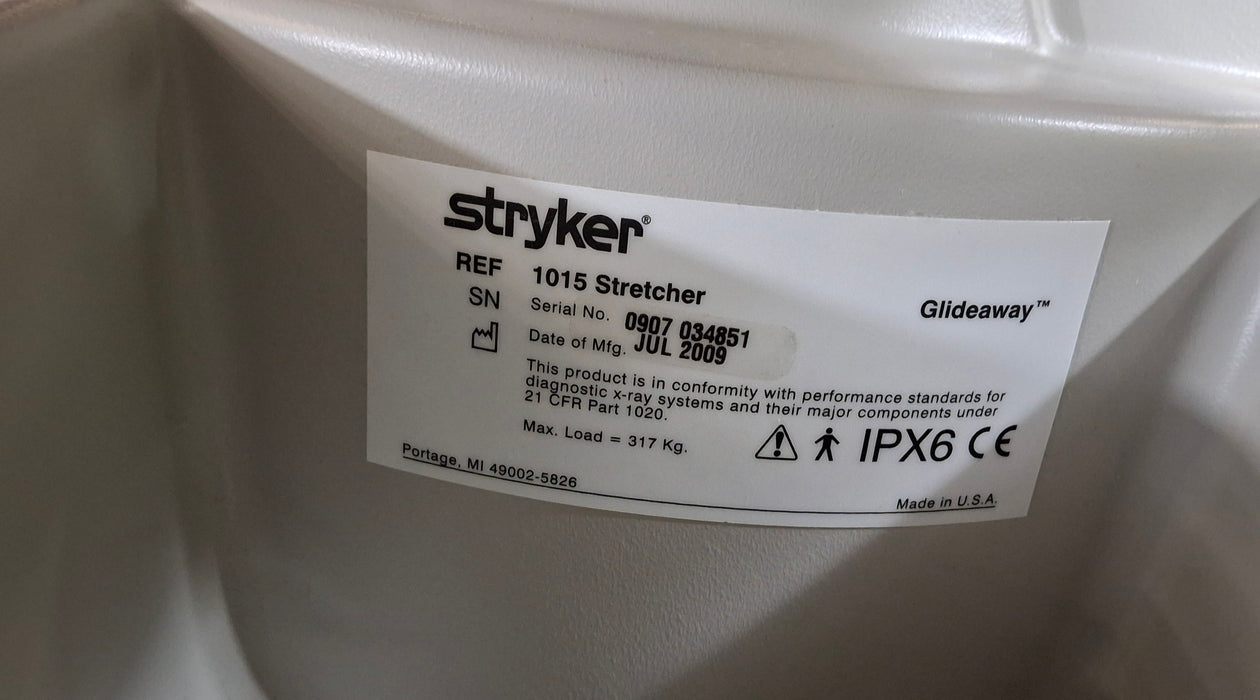 stryker®
REF 1015 Stretcher
Glideaway™
SN Serial No. 0907 034851
Date of Mfg. JUL 2009
This product is in conformity with performance standards for
diagnostic x-ray systems and their major components under
21 CFR Part 1020.
Max. Load = 317 Kg.
IPX6 CE
Portage, MI 49002-5826
Made in U.S.A.